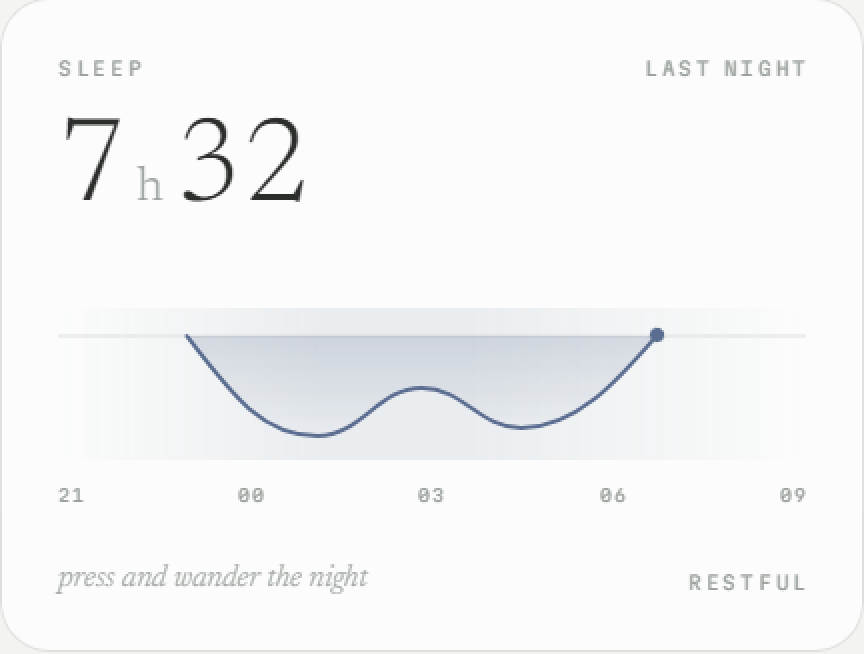 SLEEP
LAST NIGHT
7 h 32
21 00 03 06 09
press and wander the night
RESTFUL